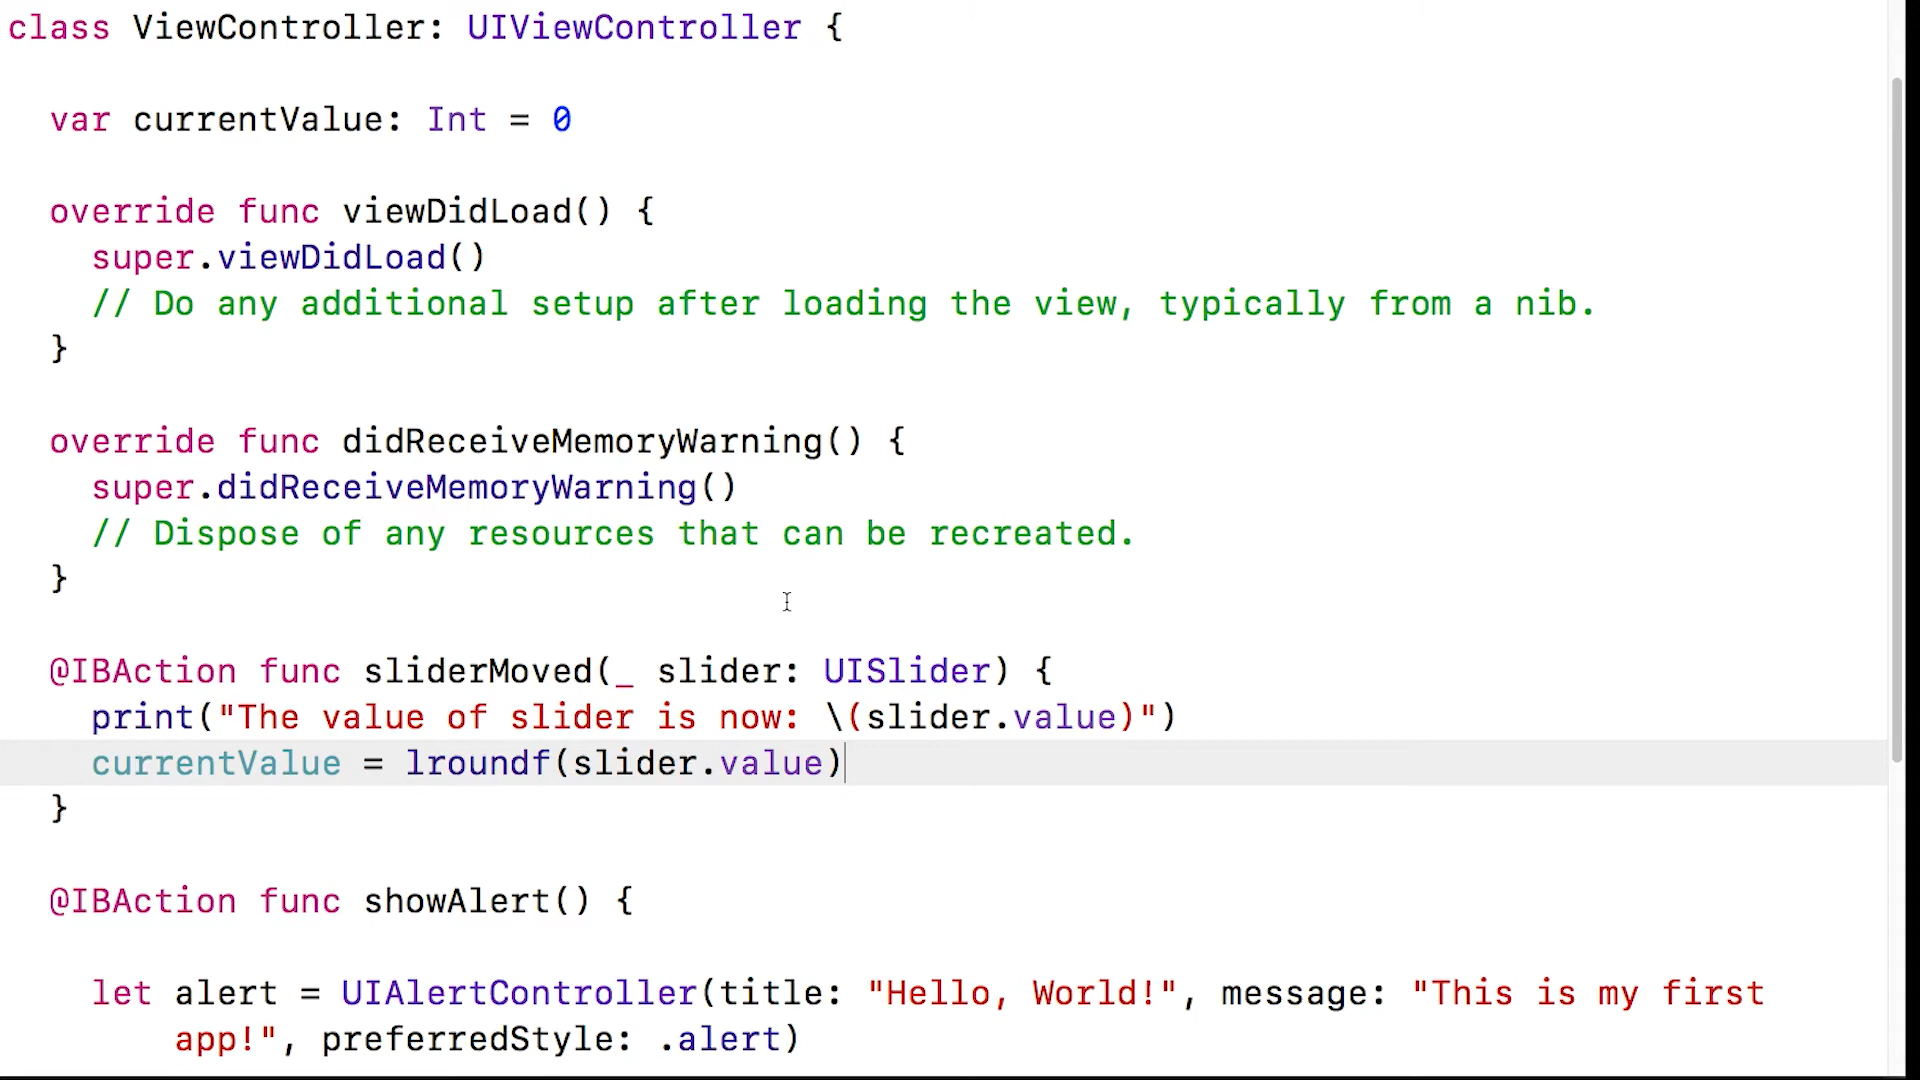 class ViewController: UIViewController {
var currentValue: Int = 0
override func viewDidLoad() {
super.viewDidLoad()
// Do any additional setup after loading the view, typically from a nib.
}
override func didReceiveMemoryWarning() {
super.didReceiveMemoryWarning()
// Dispose of any resources that can be recreated.
}
@IBAction func sliderMoved(_ slider: UISlider) {
print("The value of slider is now: \(slider.value)")
currentValue = lroundf(slider.value)
}
@IBAction func showAlert() {
let alert = UIAlertController(title: "Hello, World!", message: "This is my first
app!", preferredStyle: .alert)